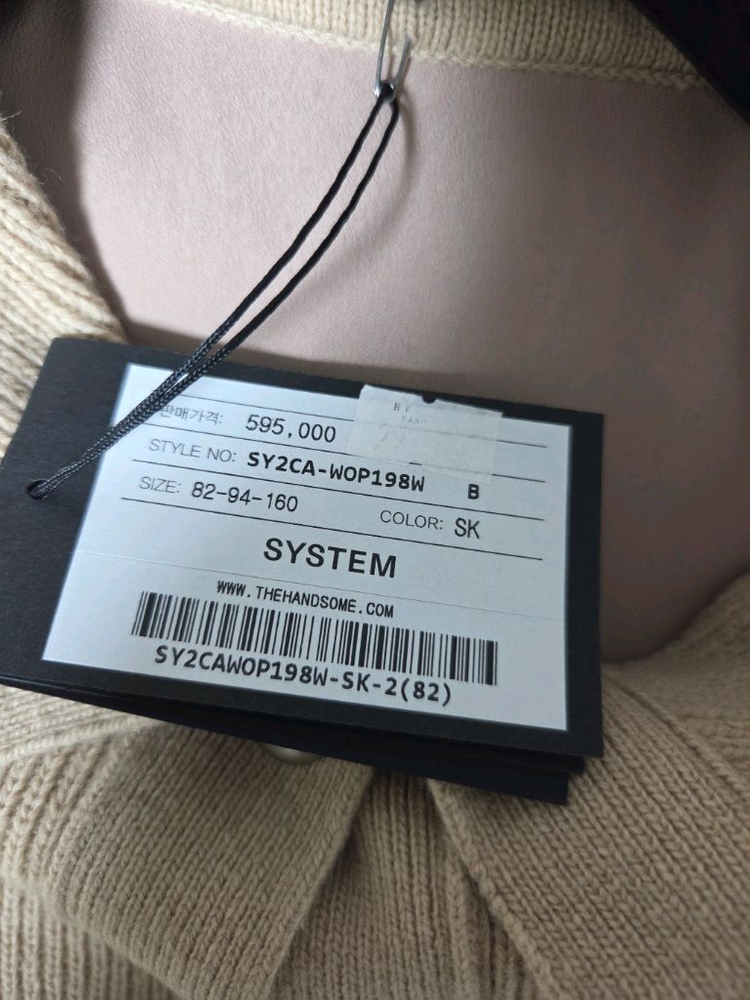 판매가격: 595,000
STYLE NO: SY2CA-WOP198W B
SIZE: 82-94-160 COLOR: SK
SYSTEM
WWW.THEHANDSOME.COM
SY2CAWOP198W-SK-2(82)